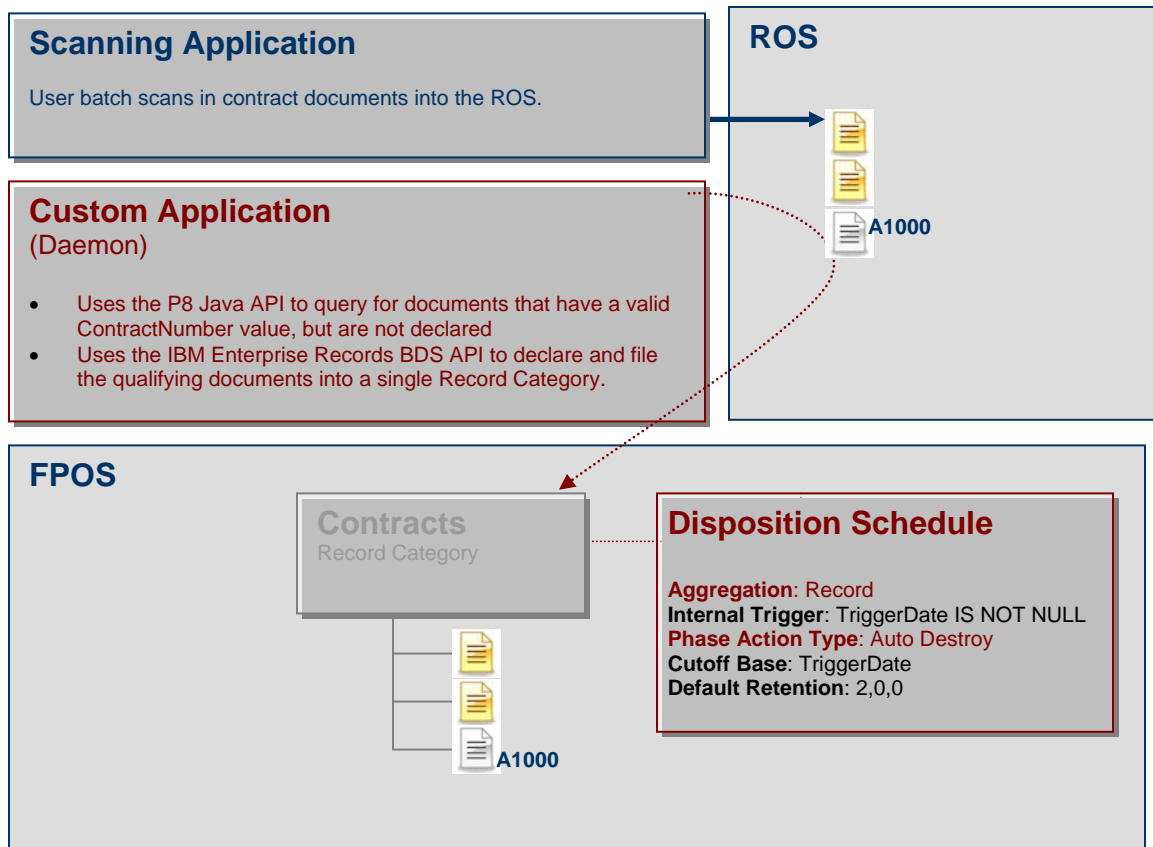 Scanning Application
User batch scans in contract documents into the ROS.
ROS
A1000
Custom Application
(Daemon)
• Uses the P8 Java API to query for documents that have a valid
ContractNumber value, but are not declared
• Uses the IBM Enterprise Records BDS API to declare and file
the qualifying documents into a single Record Category.
FPOS
Contracts
Record Category
A1000
Disposition Schedule
Aggregation: Record
Internal Trigger: TriggerDate IS NOT NULL
Phase Action Type: Auto Destroy
Cutoff Base: TriggerDate
Default Retention: 2,0,0